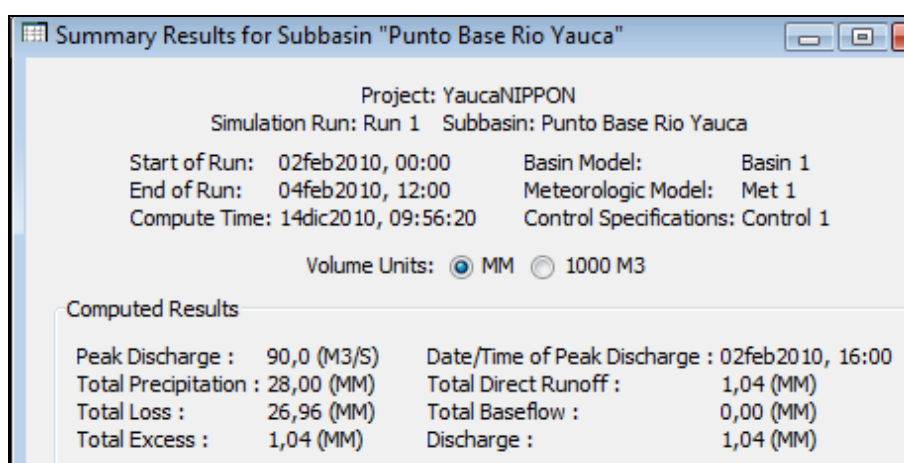 Summary Results for Subbasin "Punto Base Rio Yauca"
Project: YaucaNIPPON
Simulation Run: Run 1 Subbasin: Punto Base Rio Yauca
Start of Run: 02feb2010, 00:00 Basin Model: Basin 1
End of Run: 04feb2010, 12:00 Meteorologic Model: Met 1
Compute Time: 14dic2010, 09:56:20 Control Specifications: Control 1
Volume Units: MM 1000 M3
Computed Results
Peak Discharge : 90,0 (M3/S) Date/Time of Peak Discharge : 02feb2010, 16:00
Total Precipitation : 28,00 (MM) Total Direct Runoff : 1,04 (MM)
Total Loss : 26,96 (MM) Total Baseflow : 0,00 (MM)
Total Excess : 1,04 (MM) Discharge : 1,04 (MM)